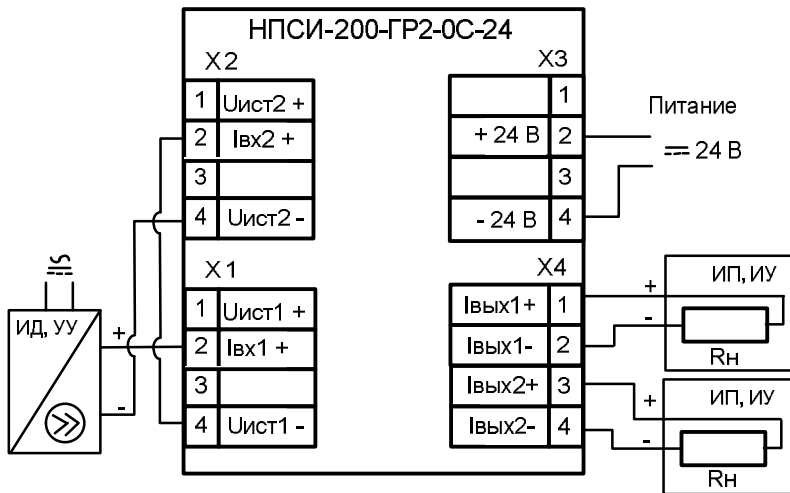 НПСИ-200-ГР2-0С-24
X2
1 Uист2 +
2 Iвх2 +
3
4 Uист2 -
X3
1
+ 24 В 2
3
- 24 В 4
Питание
24 В
X1
1 Uист1 +
2 Iвх1 +
3
4 Uист1 -
ИД, УУ
+
-
X4
Iвых1+ 1
Iвых1- 2
Iвых2+ 3
Iвых2- 4
+
-
ИП, ИУ
Rн
+
-
ИП, ИУ
Rн